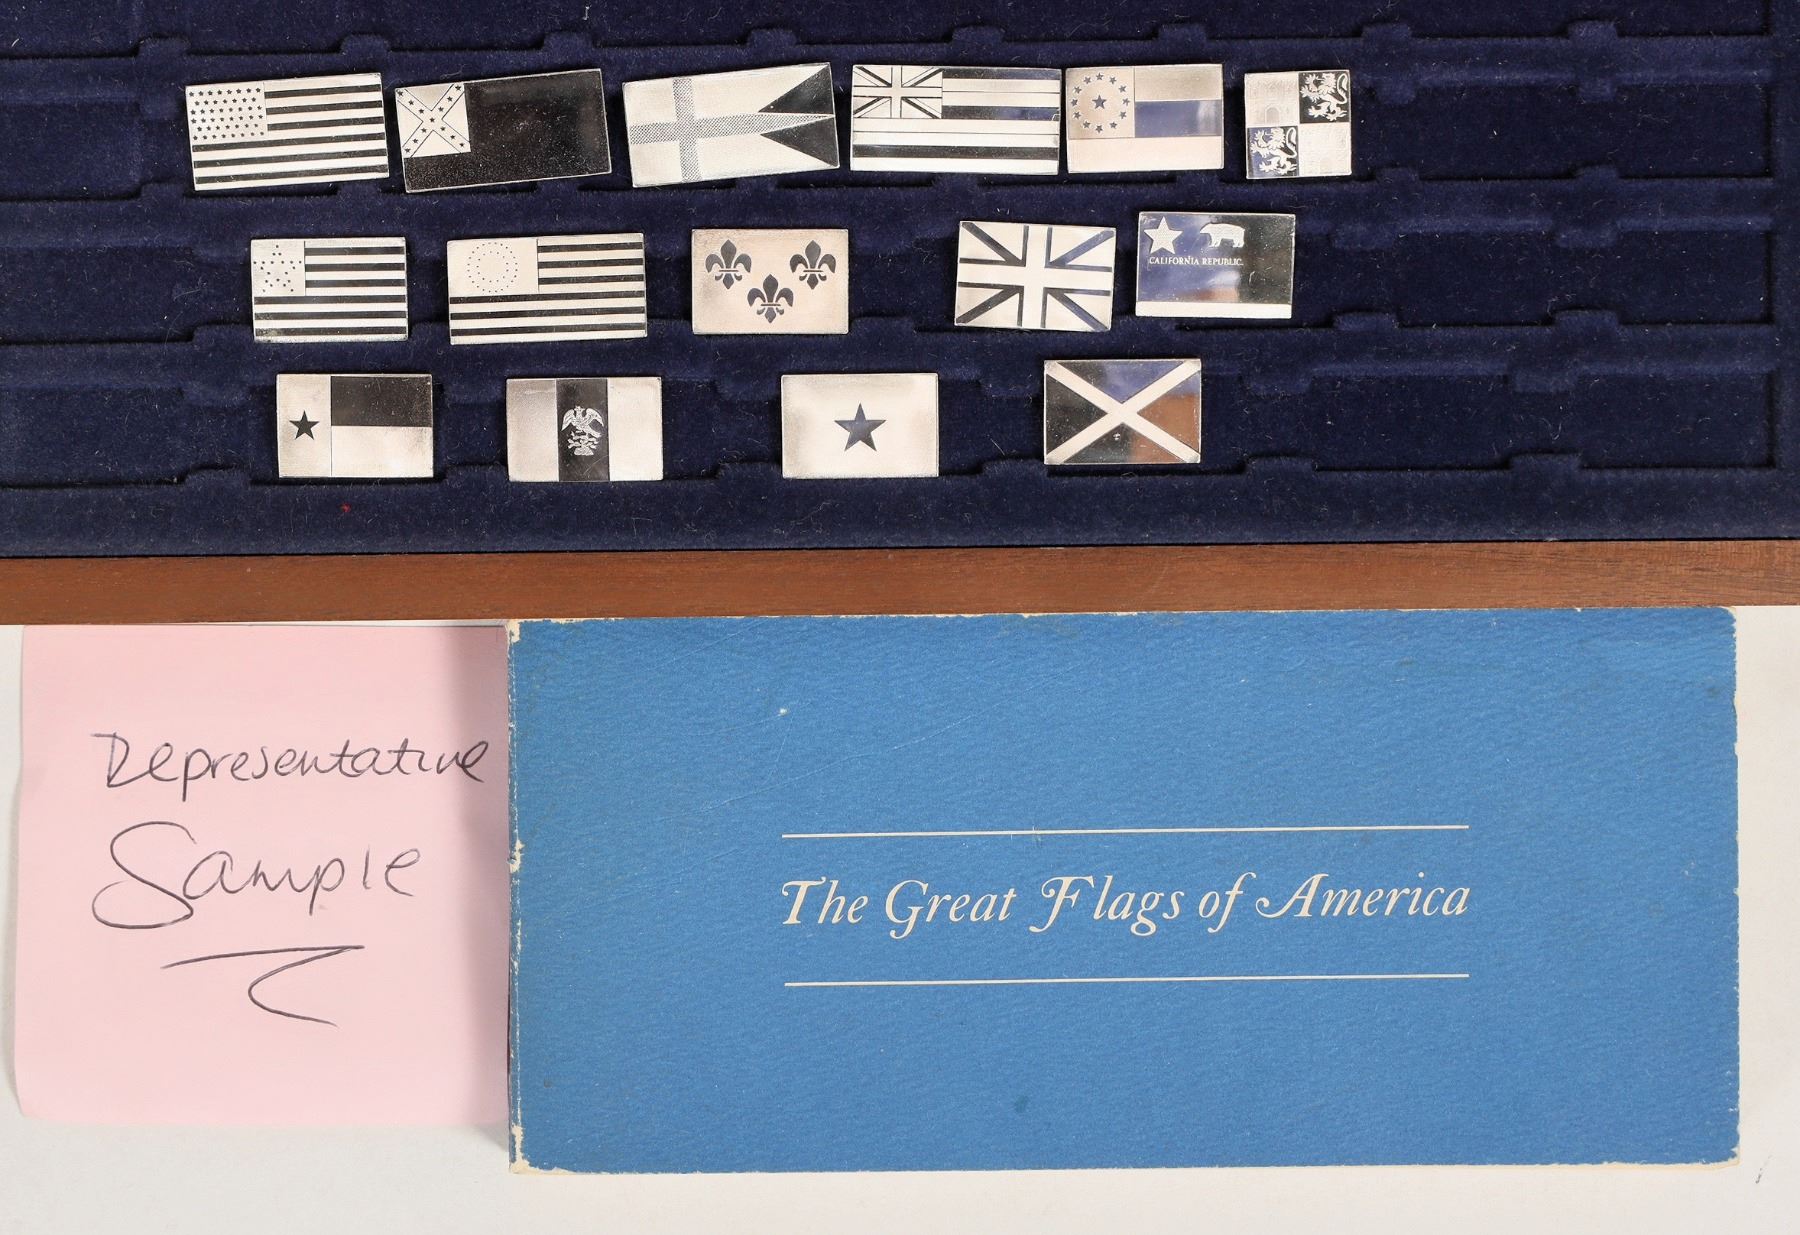 CALIFORNIA REPUBLIC.
Representative
Sample
The Great Flags of America